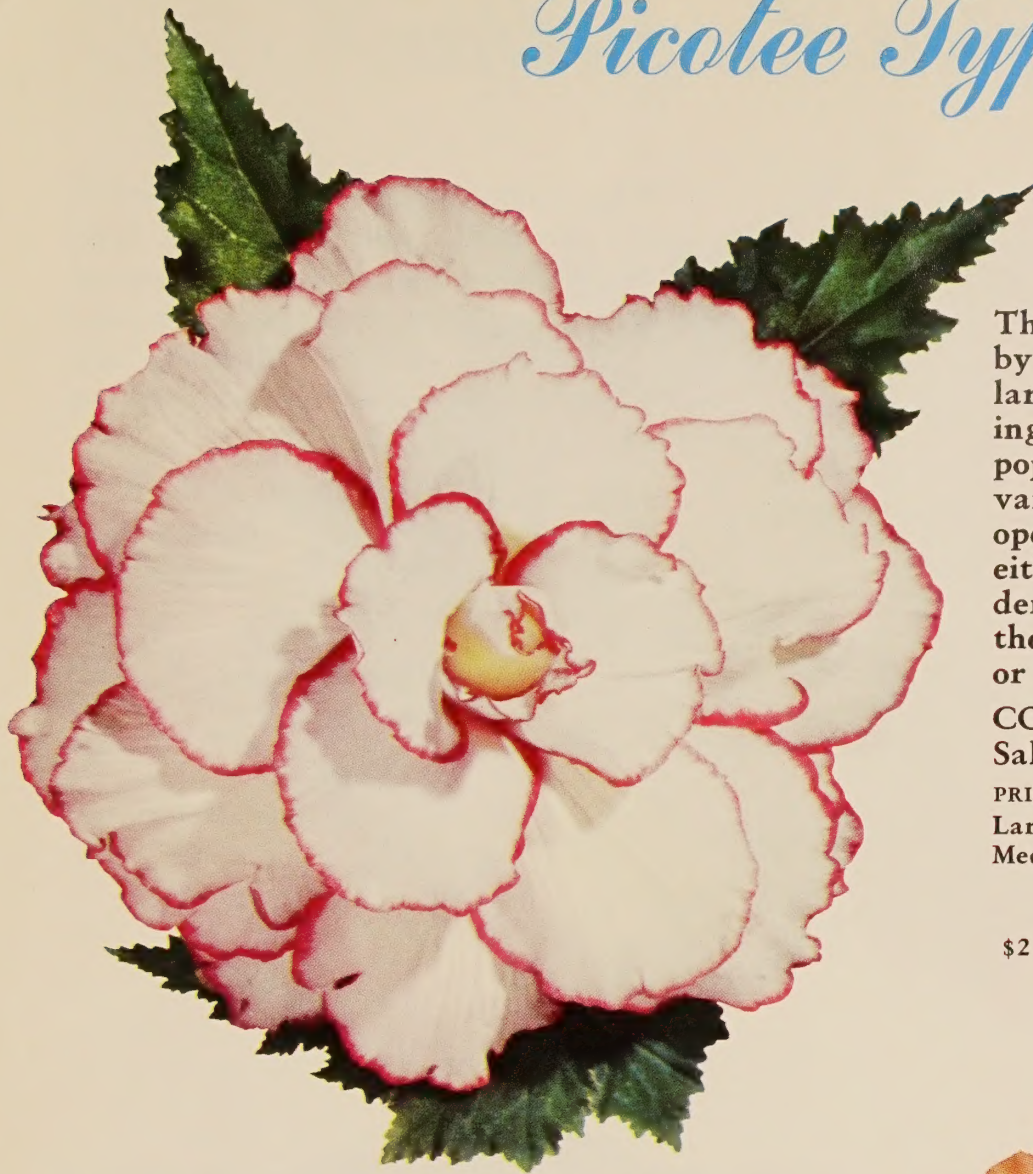 Picotee Typ
Th
by
lar
ing
pop
va
ope
eit
der
the
or
CO
Sal
PRI
Lar
Med
$2